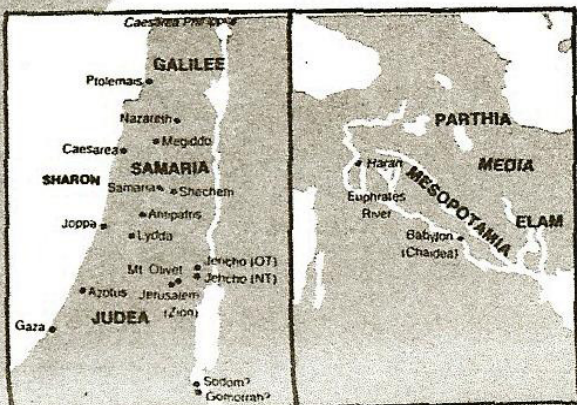 Caesarea Philippi
GALILEE
Ptolemais
Nazareth
Megiddo
Caesarea
SAMARIA
SHARON
Samaria
Shechem
Antipatris
Joppa
Lydda
Jericho (OT)
Mt. Olivet
Jericho (NT)
Azotus
Jerusalem
(Zion)
JUDEA
Gaza
Sodom?
Gomorrah?
PARTHIA
Haran
MEDIA
MESOPOTAMIA
Euphrates
River
ELAM
Babylon
(Chaldea)